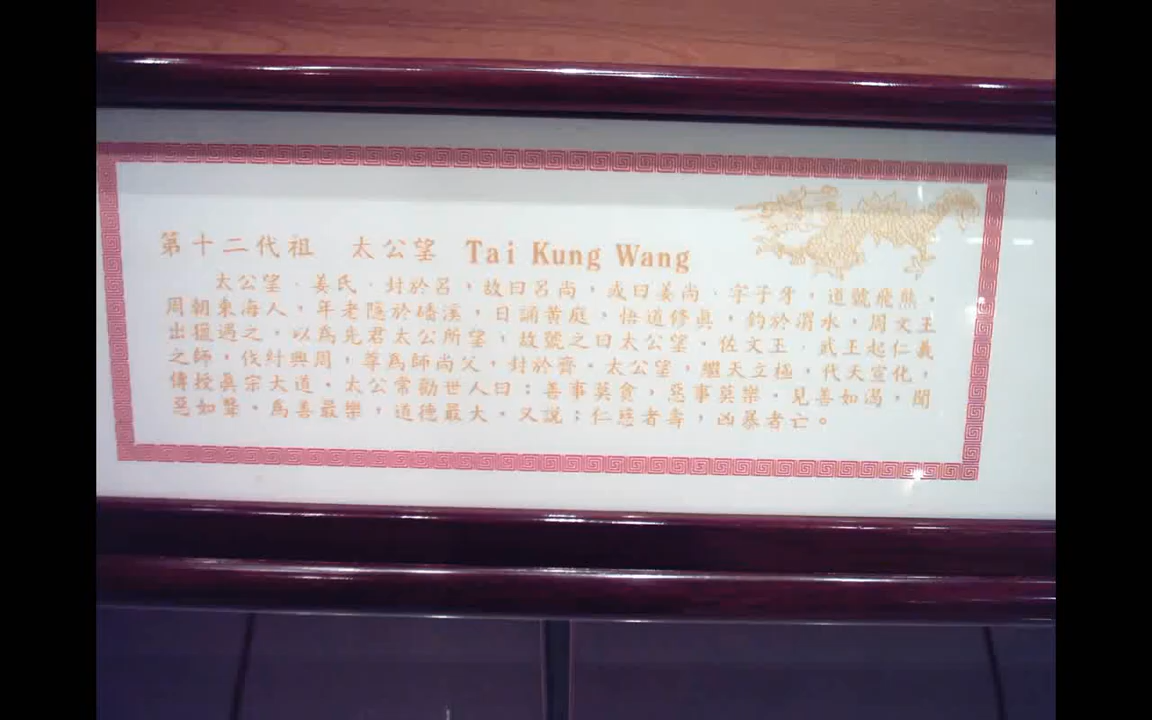 第十二代祖 太公望 Tai Kung Wang
太公望，姜氏，封於呂，故曰呂尚，或曰姜尚，字子牙，道號飛熊。
周朝東海人，年老隱於磻溪，日誦黃庭，悟道修眞，釣於渭水，周文王
出獵遇之，以為先君太公所望，故號之曰太公望。佐文王、武王起仁義
之師，伐紂興周，尊為師尚父，封於齊。太公望，繼天立極，代天宣化，
傳授眞宗大道。太公常勸世人曰：善事莫貪，惡事莫樂。見善如渴，聞
惡如聾。為善最樂，道德最大。又說：仁慈者壽，凶暴者亡。